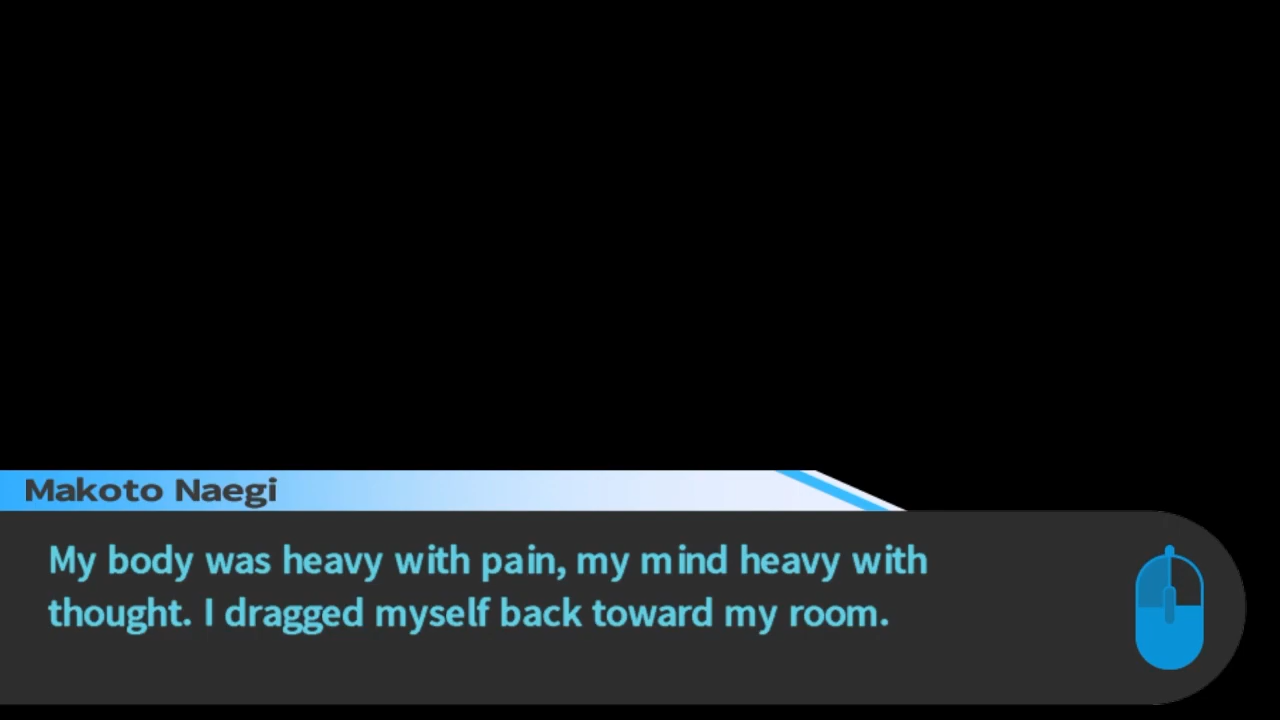 Makoto Naegi
My body was heavy with pain, my mind heavy with
thought. I dragged myself back toward my room.